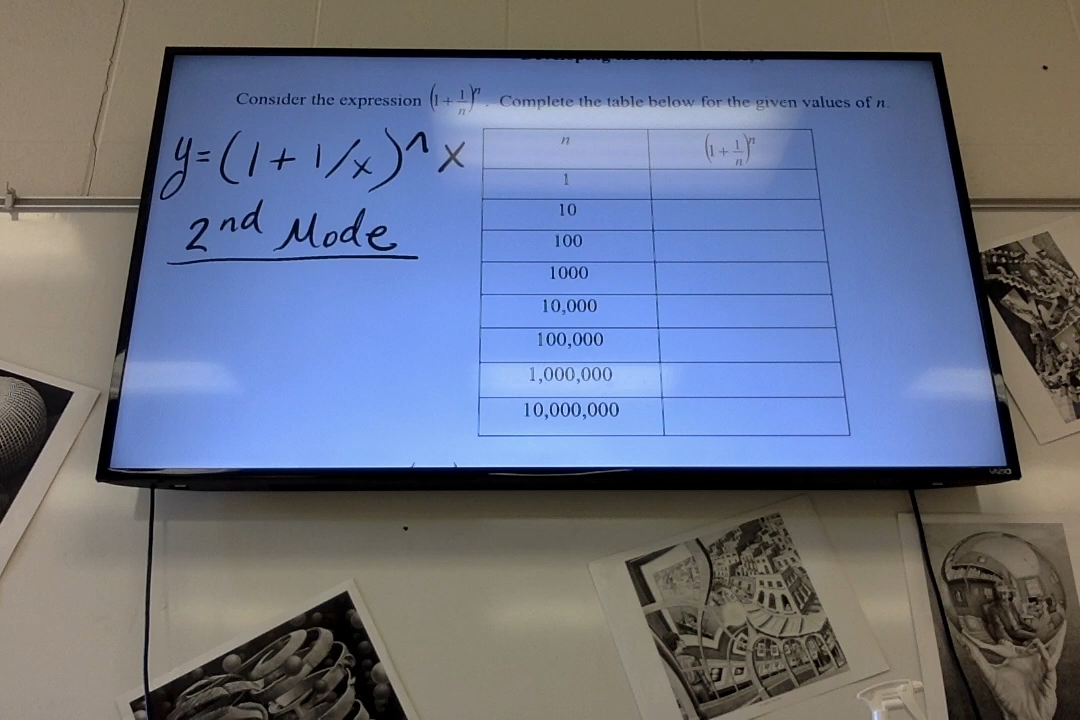 Consider the expression (1+1/n)^n. Complete the table below for the given values of n.
y=(1+1/x)^x
2nd Mode
n (1+1/n)^n
1
10
100
1000
10,000
100,000
1,000,000
10,000,000
VIZIO